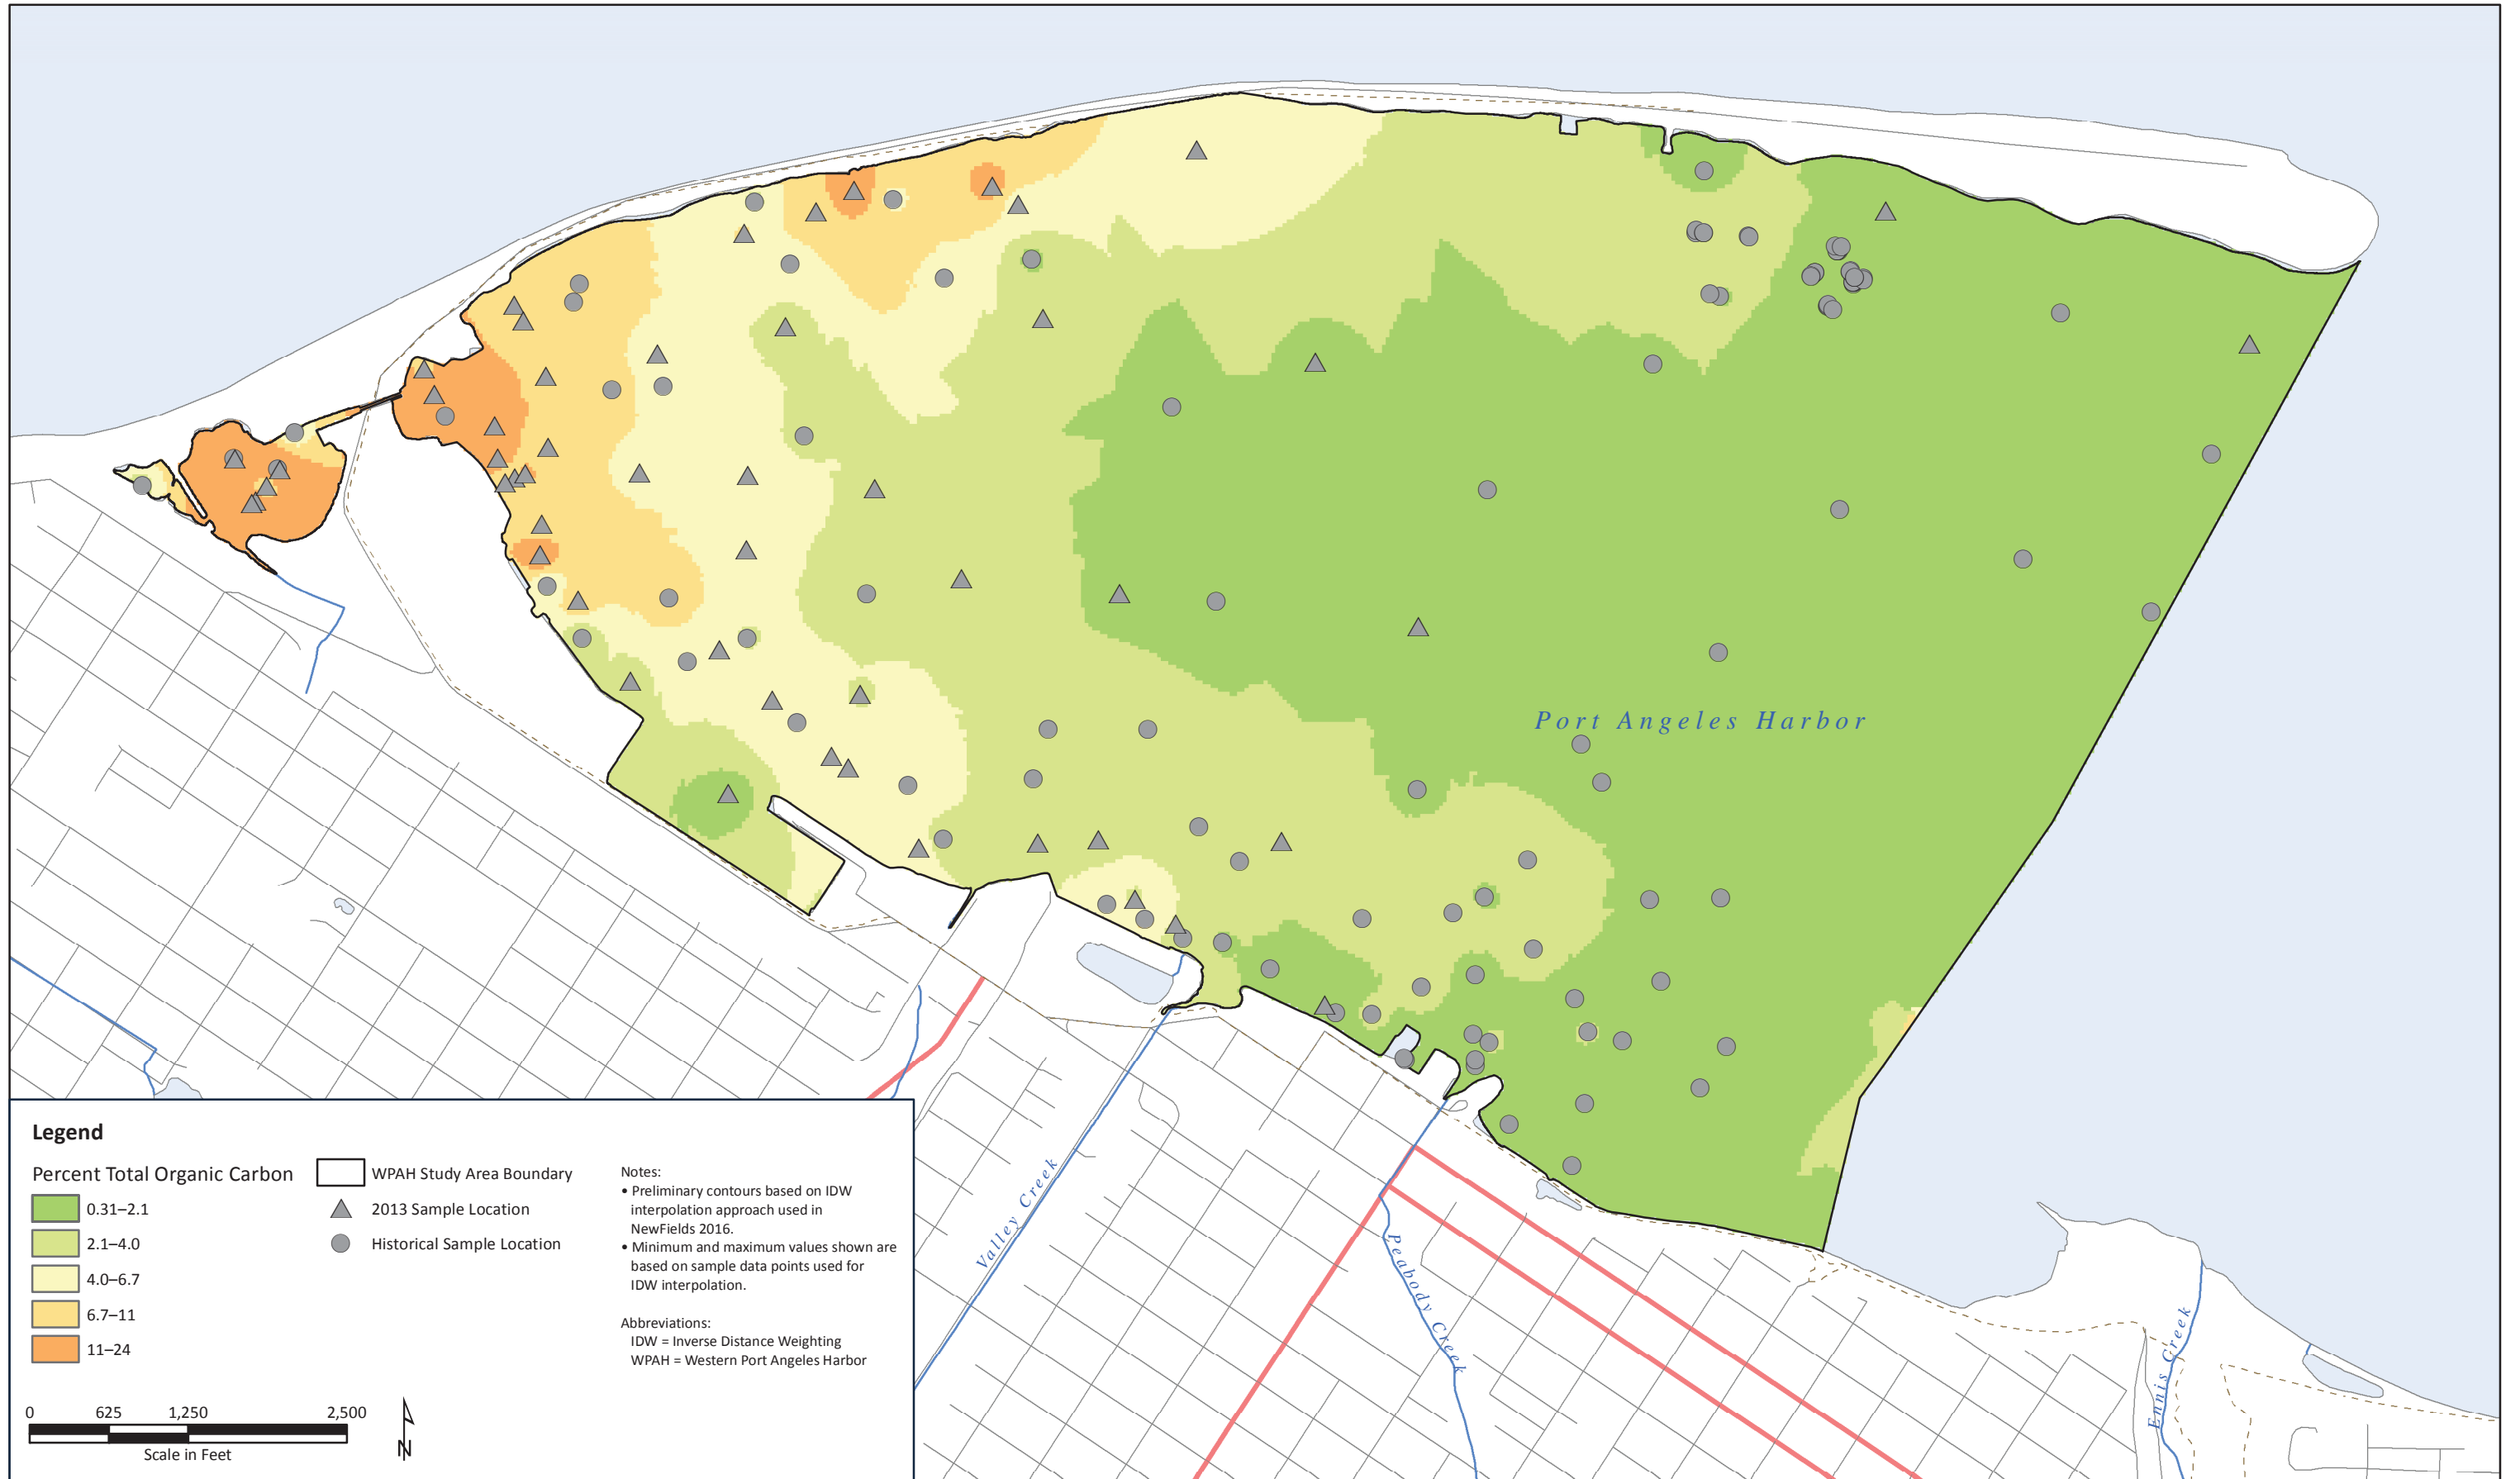 Port Angeles Harbor
Valley Creek
Peabody Creek
Ennis Creek
Legend
Percent Total Organic Carbon
0.31–2.1
2.1–4.0
4.0–6.7
6.7–11
11–24
WPAH Study Area Boundary
2013 Sample Location
Historical Sample Location
Notes:
• Preliminary contours based on IDW
interpolation approach used in
NewFields 2016.
• Minimum and maximum values shown are
based on sample data points used for
IDW interpolation.
Abbreviations:
IDW = Inverse Distance Weighting
WPAH = Western Port Angeles Harbor
0 625 1,250 2,500
Scale in Feet
N